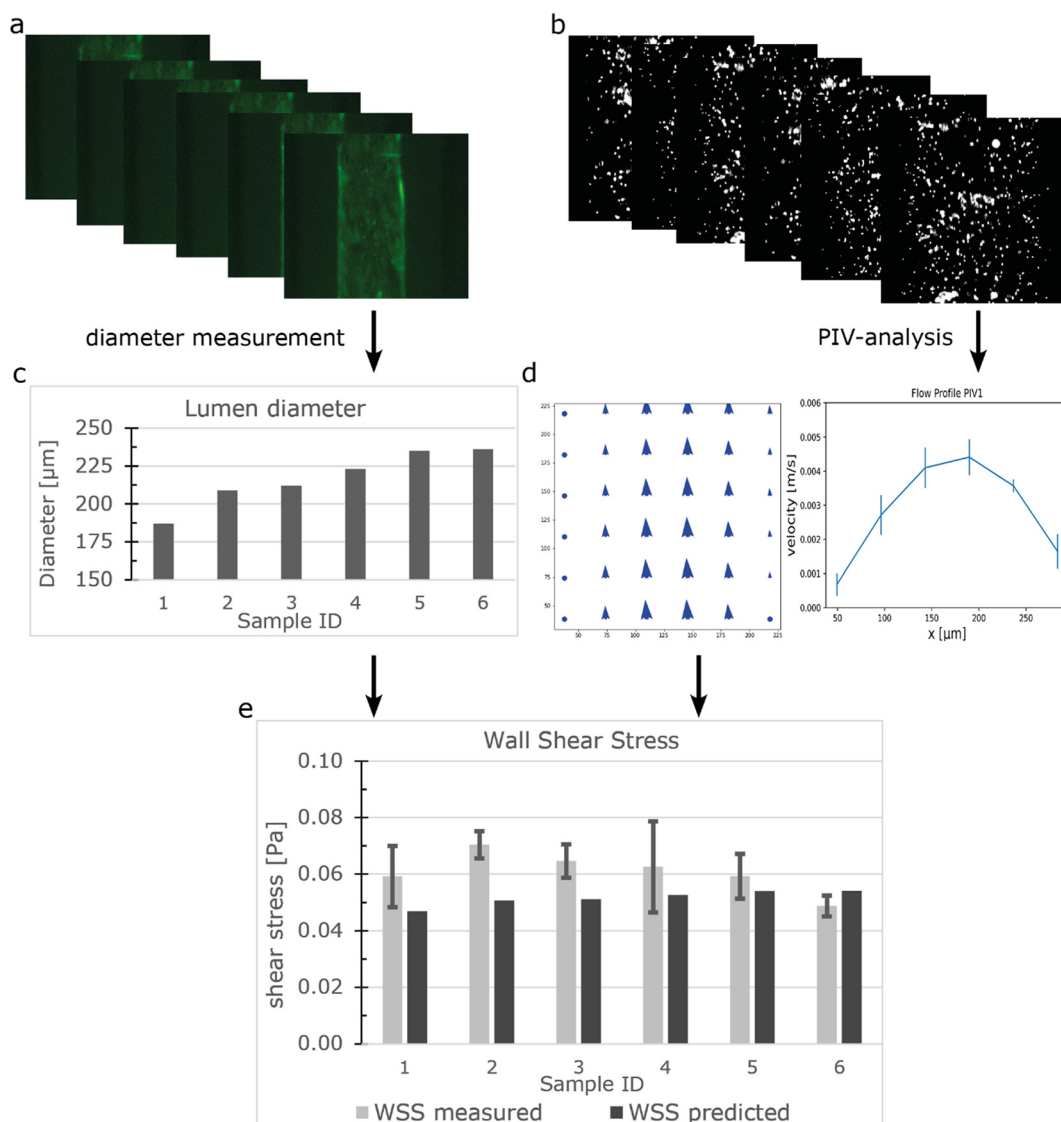 a
b
diameter measurement
PIV-analysis
c
Lumen diameter
Diameter [µm]
250
225
200
175
150
1 2 3 4 5 6
Sample ID
d
225
200
175
150
125
100
75
50
50 75 100 125 150 175 200 225
Flow Profile PIV1
velocity [m/s]
0.006
0.005
0.004
0.003
0.002
0.001
0.000
50 100 150 200 250
x [µm]
e
Wall Shear Stress
shear stress [Pa]
0.10
0.08
0.06
0.04
0.02
0.00
1 2 3 4 5 6
Sample ID
WSS measured WSS predicted